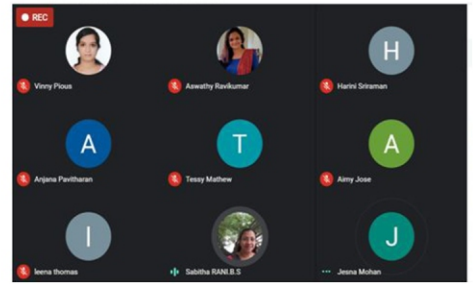 REC
Vinny Pious
Aswathy Ravikumar
H
Harini Sriraman
A
Anjana Pavitharan
T
Tessy Mathew
A
Aimy Jose
I
leena thomas
Sabitha RANI.B.S
J
Jesna Mohan